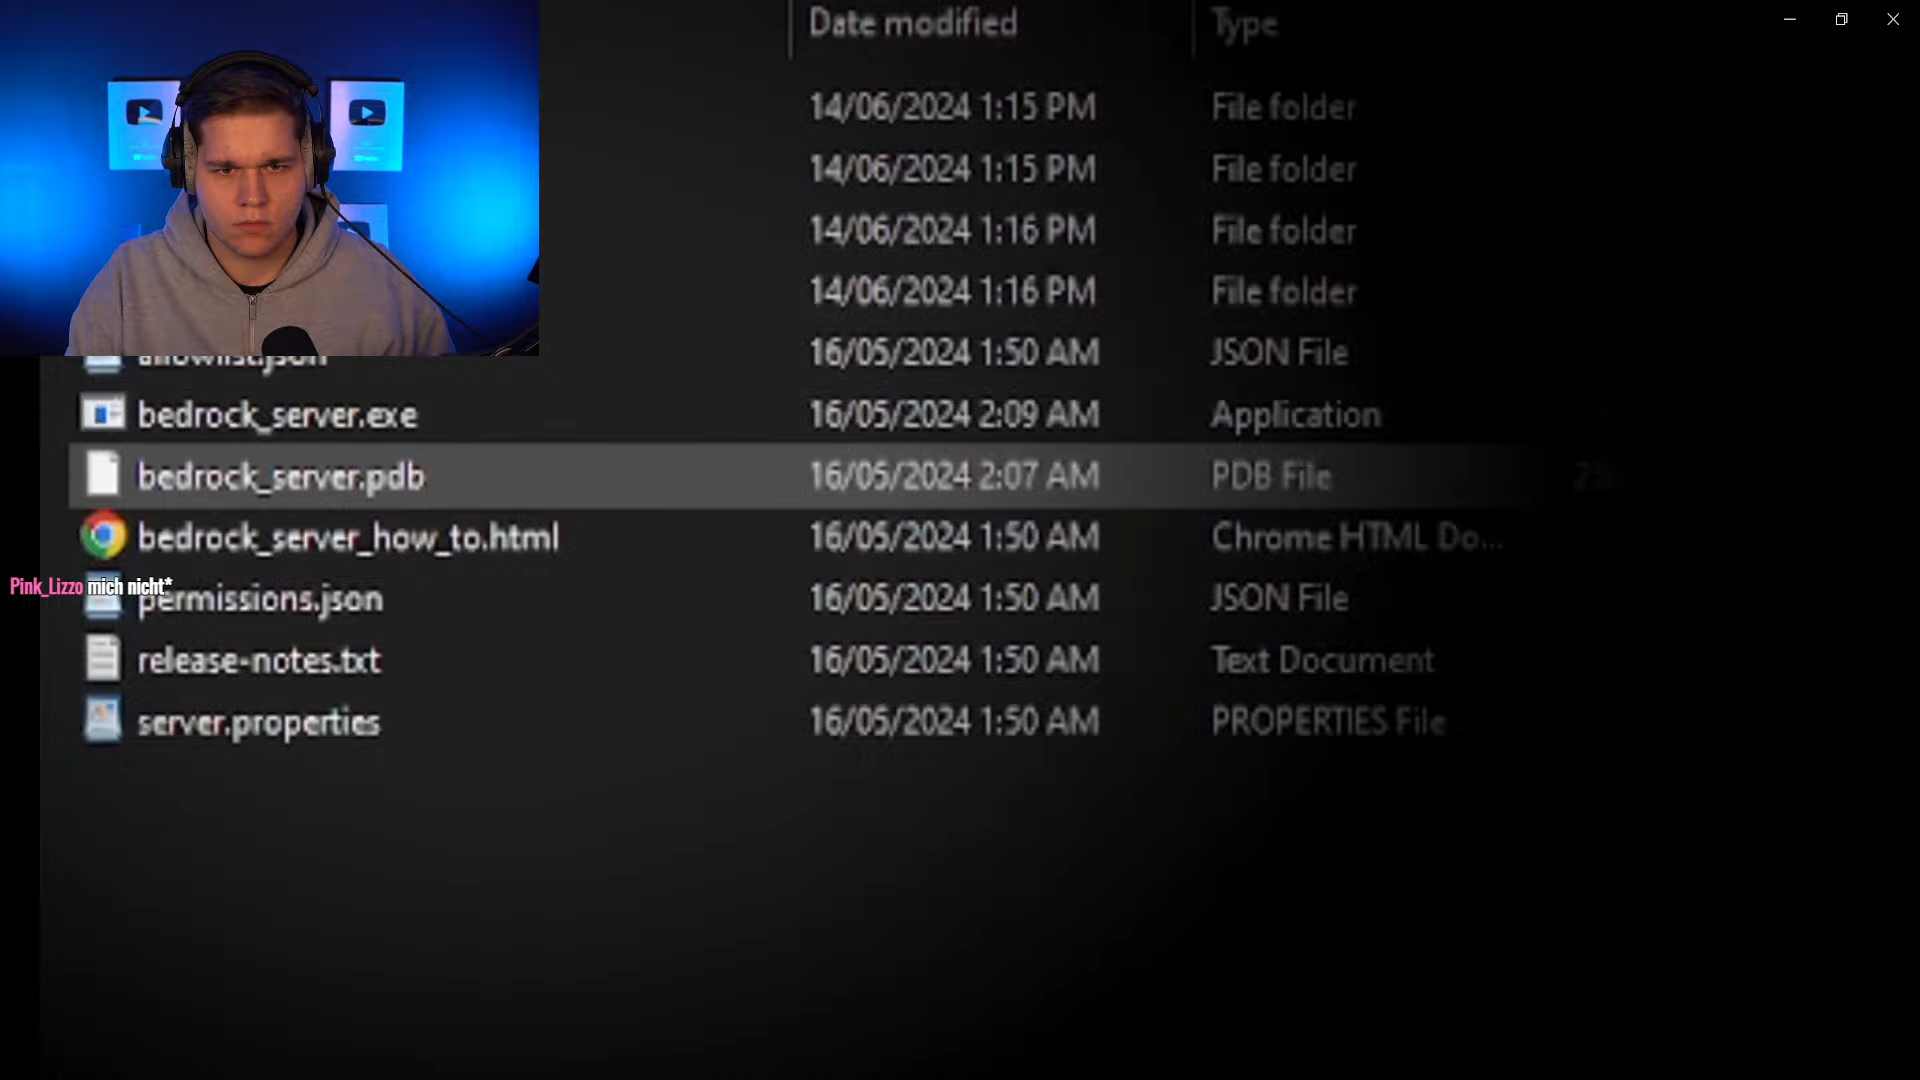 Date modified Type
14/06/2024 1:15 PM File folder
14/06/2024 1:15 PM File folder
14/06/2024 1:16 PM File folder
14/06/2024 1:16 PM File folder
allowlist.json 16/05/2024 1:50 AM JSON File
bedrock_server.exe 16/05/2024 2:09 AM Application
bedrock_server.pdb 16/05/2024 2:07 AM PDB File
bedrock_server_how_to.html 16/05/2024 1:50 AM Chrome HTML Do...
Pink_Lizzo mich nicht*
permissions.json 16/05/2024 1:50 AM JSON File
release-notes.txt 16/05/2024 1:50 AM Text Document
server.properties 16/05/2024 1:50 AM PROPERTIES File